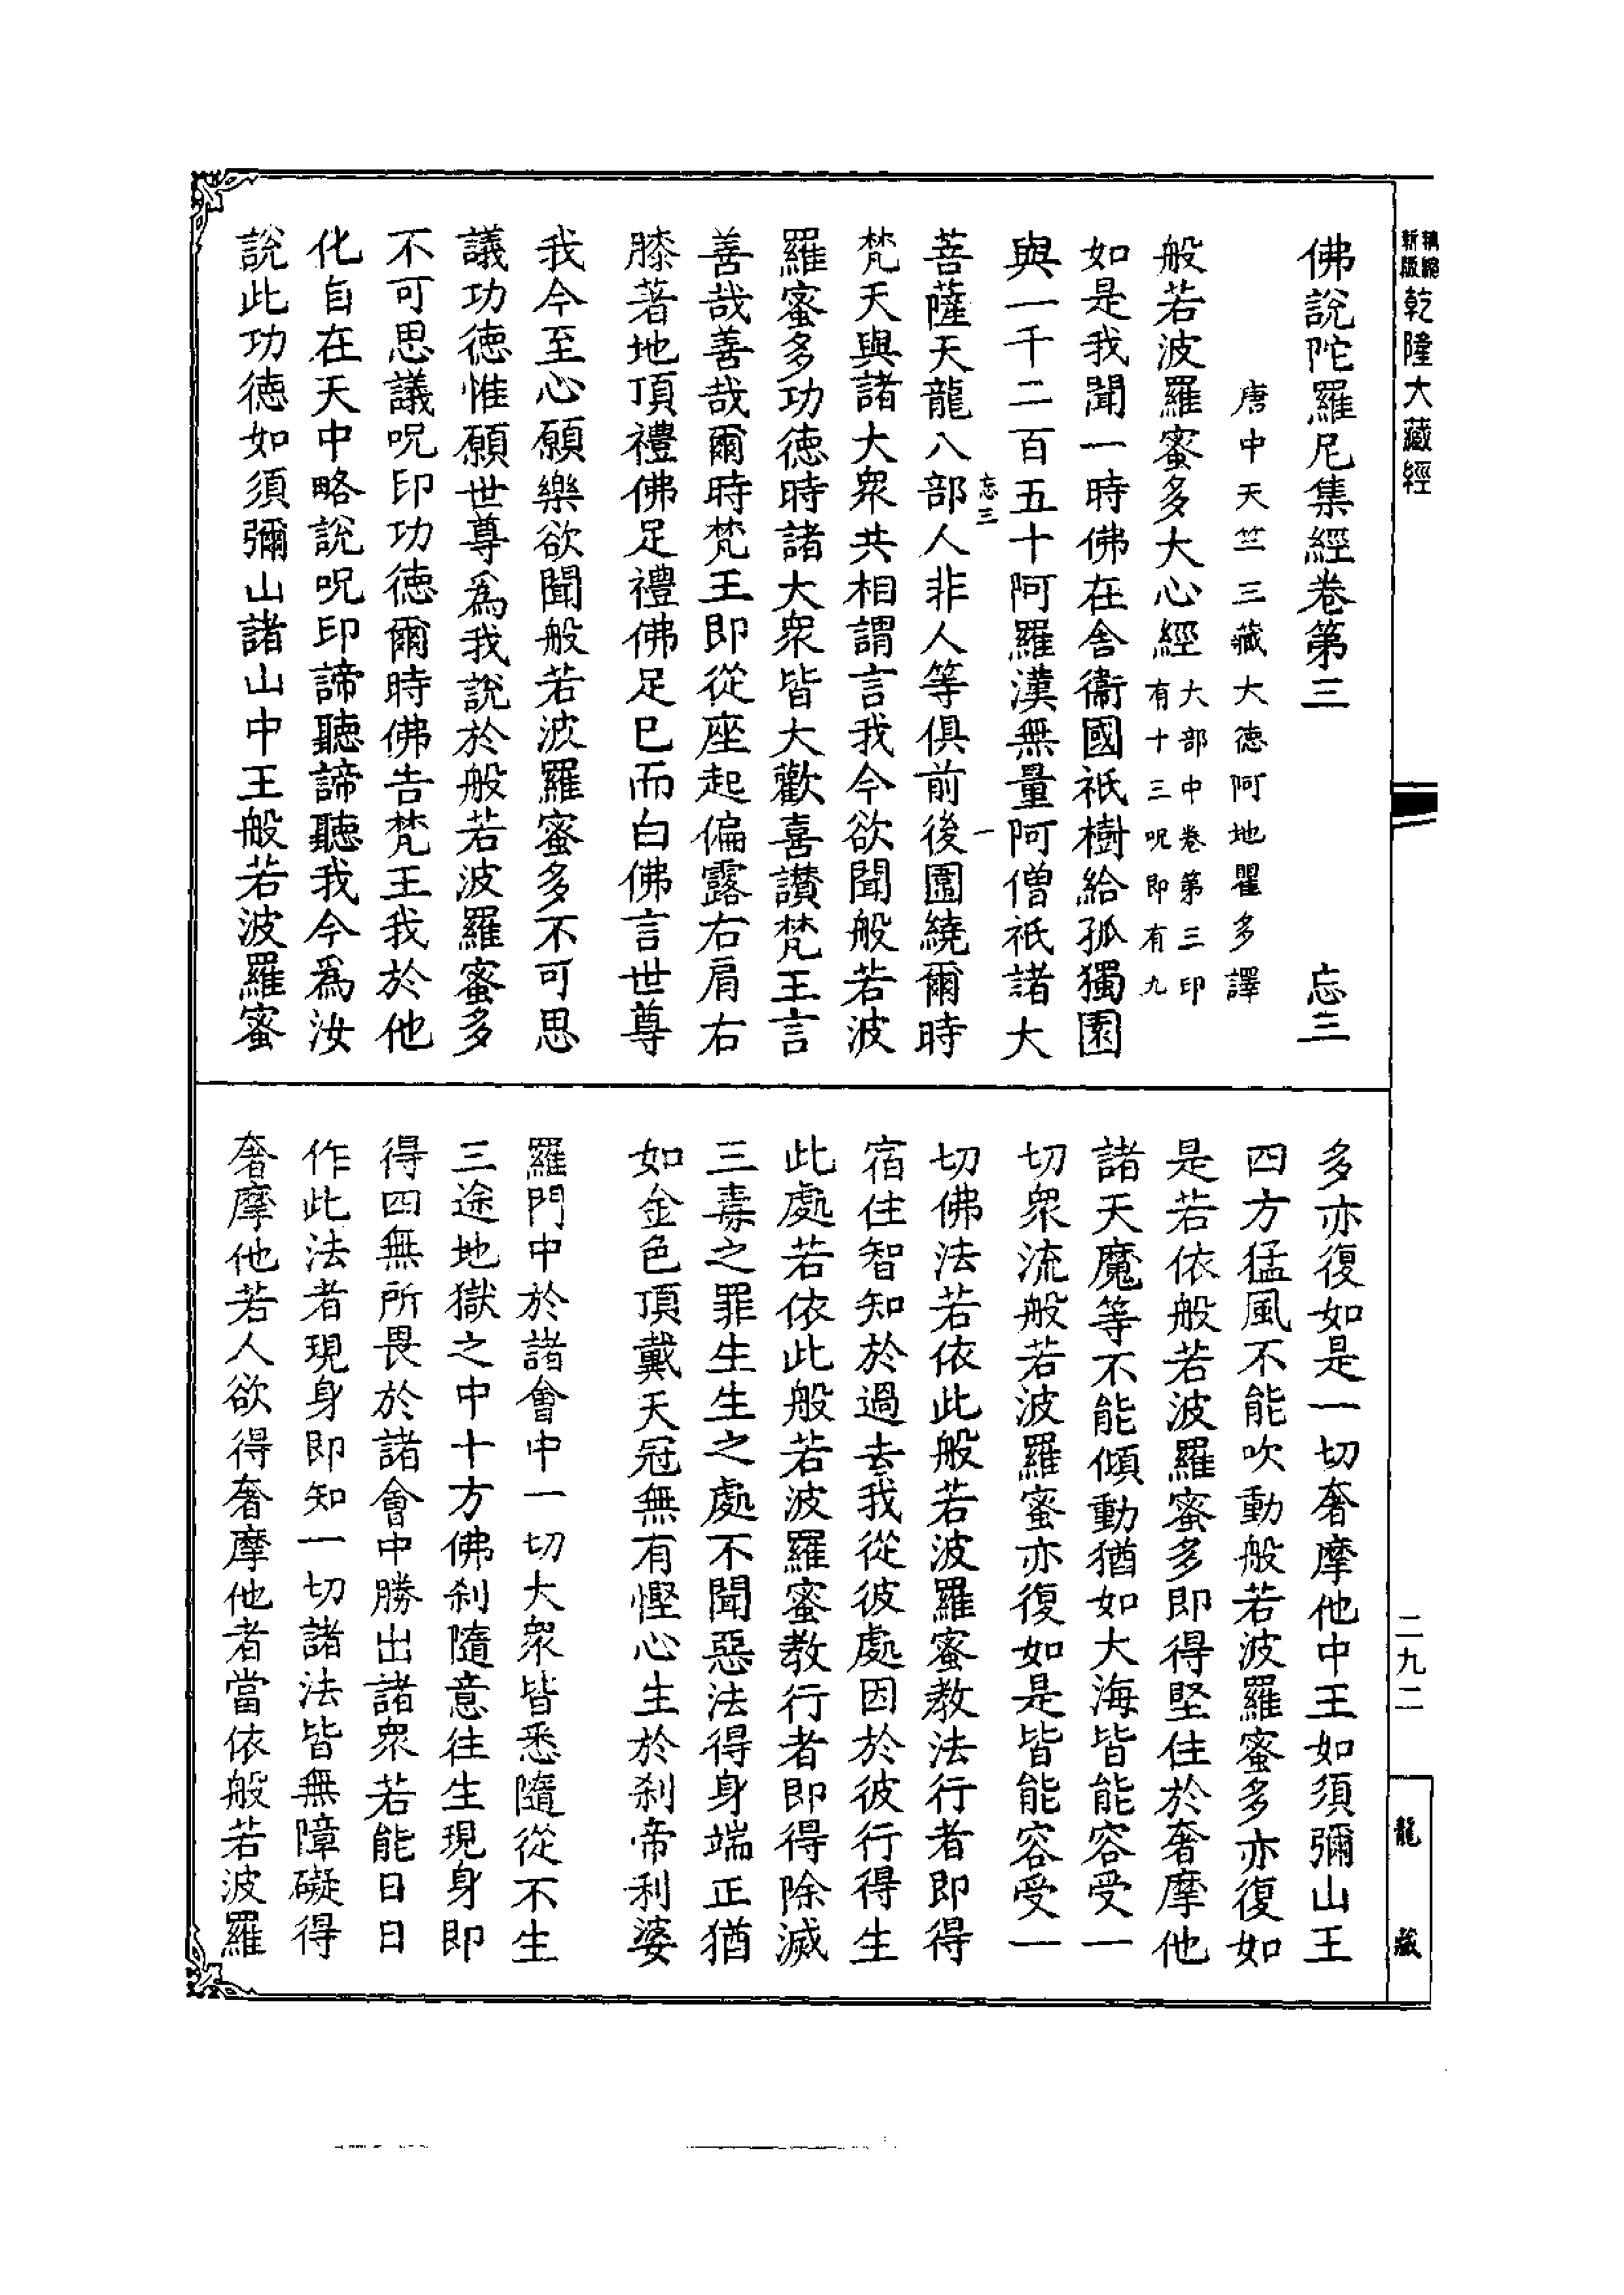 乾隆大藏經
佛說陀羅尼集經卷第三 忘三
唐中天竺三藏大德阿地瞿多譯
般若波羅蜜多大心經
大部中卷第三印
有十三呪即有九
如是我聞一時佛在舍衞國祇樹給孤獨園
與一千二百五十阿羅漢無量阿僧祇諸大
忘三 一
菩薩天龍八部人非人等俱前後圍繞爾時
梵天與諸大衆共相謂言我今欲聞般若波
羅蜜多功德時諸大衆皆大歡喜讃梵王言
善哉善哉爾時梵王即從座起偏露右肩右
膝著地頂禮佛足禮佛足巳而白佛言世尊
我今至心願樂欲聞般若波羅蜜多不可思
議功德惟願世尊爲我說於般若波羅蜜多
不可思議呪印功德爾時佛告梵王我於他
化自在天中略說呪印諦聽諦聽我今爲汝
說此功德如須彌山諸山中王般若波羅蜜
多亦復如是一切奢摩他中王如須彌山王
四方猛風不能吹動般若波羅蜜多亦復如
是若依般若波羅蜜多即得堅住於奢摩他
諸天魔等不能傾動猶如大海皆能容受一
切衆流般若波羅蜜亦復如是皆能容受一
切佛法若依此般若波羅蜜教法行者即得
宿住智知於過去我從彼處因於彼行得生
此處若依此般若波羅蜜教行者即得除滅
三毒之罪生生之處不聞惡法得身端正猶
如金色頂戴天冠無有慳心生於刹帝利婆
羅門中於諸會中一切大衆皆悉隨從不生
三途地獄之中十方佛刹隨意往生現身即
得四無所畏於諸會中勝出諸衆若能日日
作此法者現身即知一切諸法皆無障礙得
奢摩他若人欲得奢摩他者當依般若波羅
二九二
龍藏